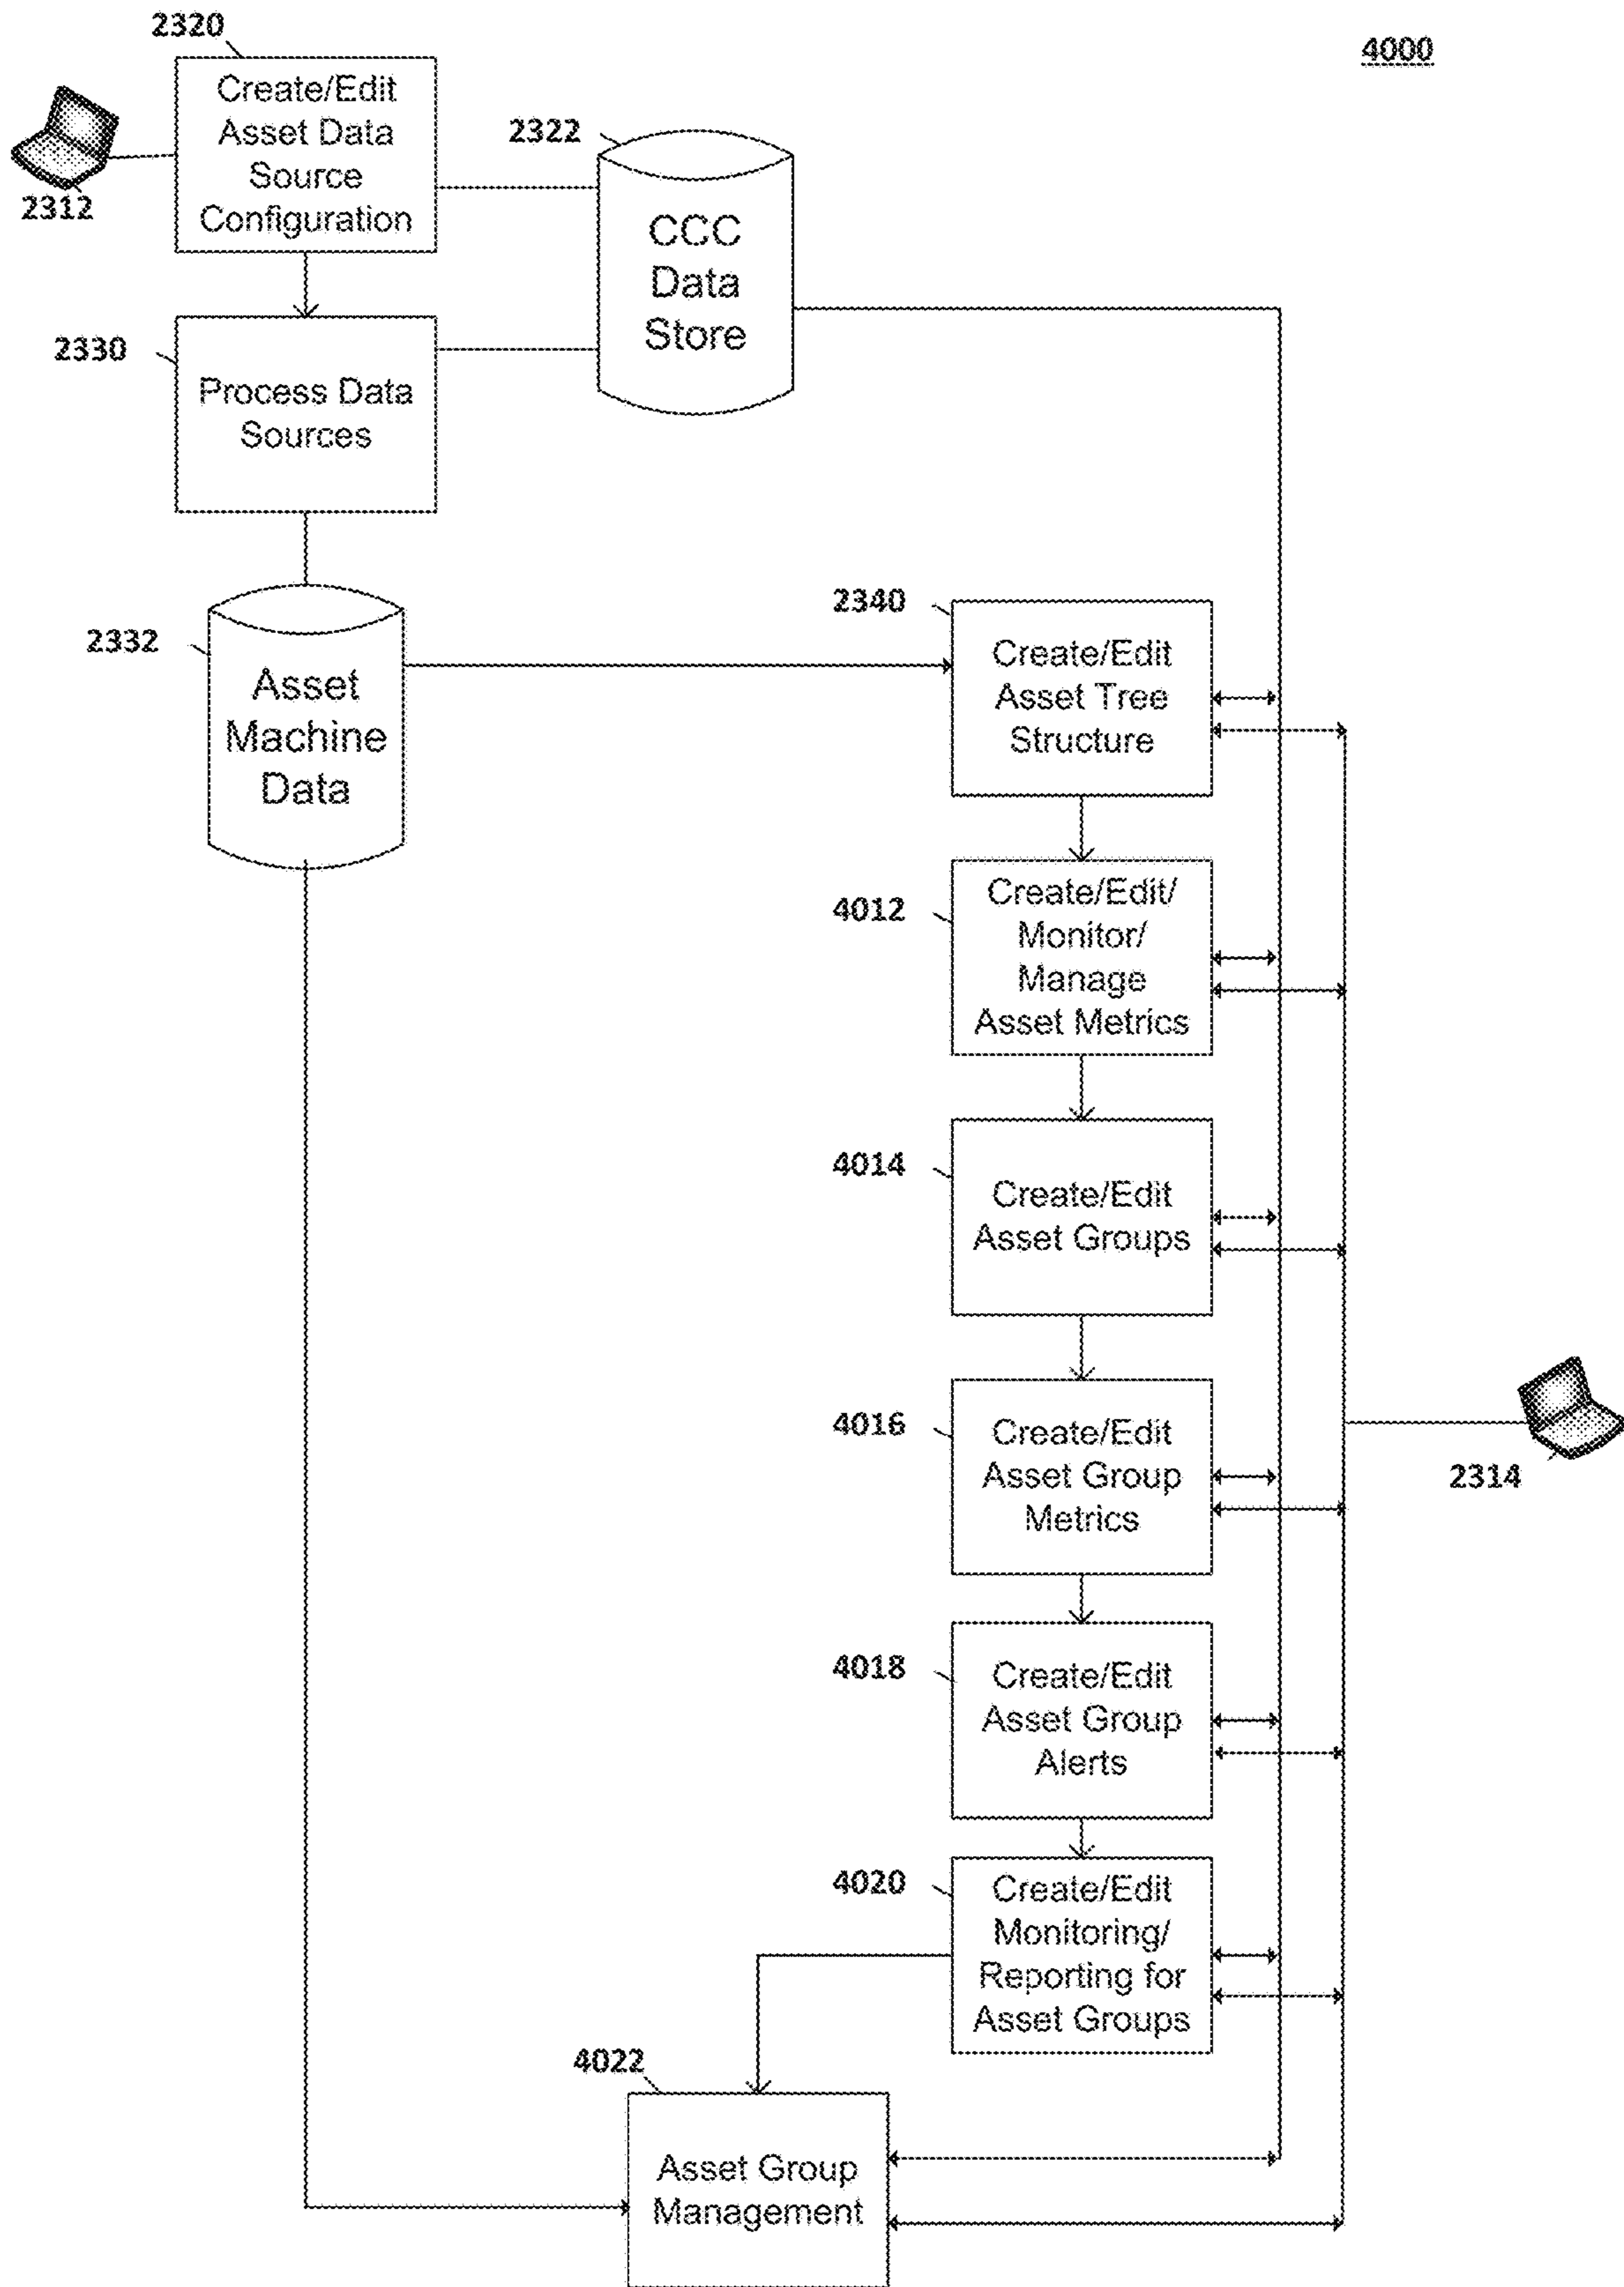 2320
4000
Create/Edit
Asset Data
Source
Configuration
2312
2322
CCC
Data
Store
2330
Process Data
Sources
2332
Asset
Machine
Data
2340
Create/Edit
Asset Tree
Structure
4012
Create/Edit/
Monitor/
Manage
Asset Metrics
4014
Create/Edit
Asset Groups
4016
Create/Edit
Asset Group
Metrics
2314
4018
Create/Edit
Asset Group
Alerts
4020
Create/Edit
Monitoring/
Reporting for
Asset Groups
4022
Asset Group
Management